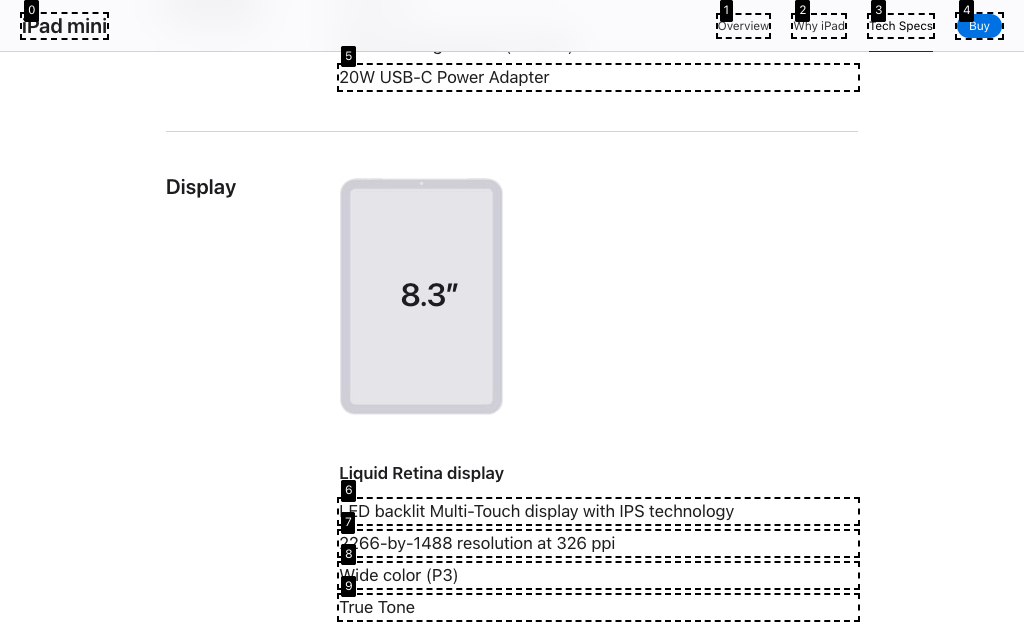 iPad mini
Overview
Why iPad
Tech Specs
Buy
20W USB-C Power Adapter
Display
8.3″
Liquid Retina display
LED backlit Multi-Touch display with IPS technology
2266-by-1488 resolution at 326 ppi
Wide color (P3)
True Tone
0
1
2
3
4
5
6
7
8
9